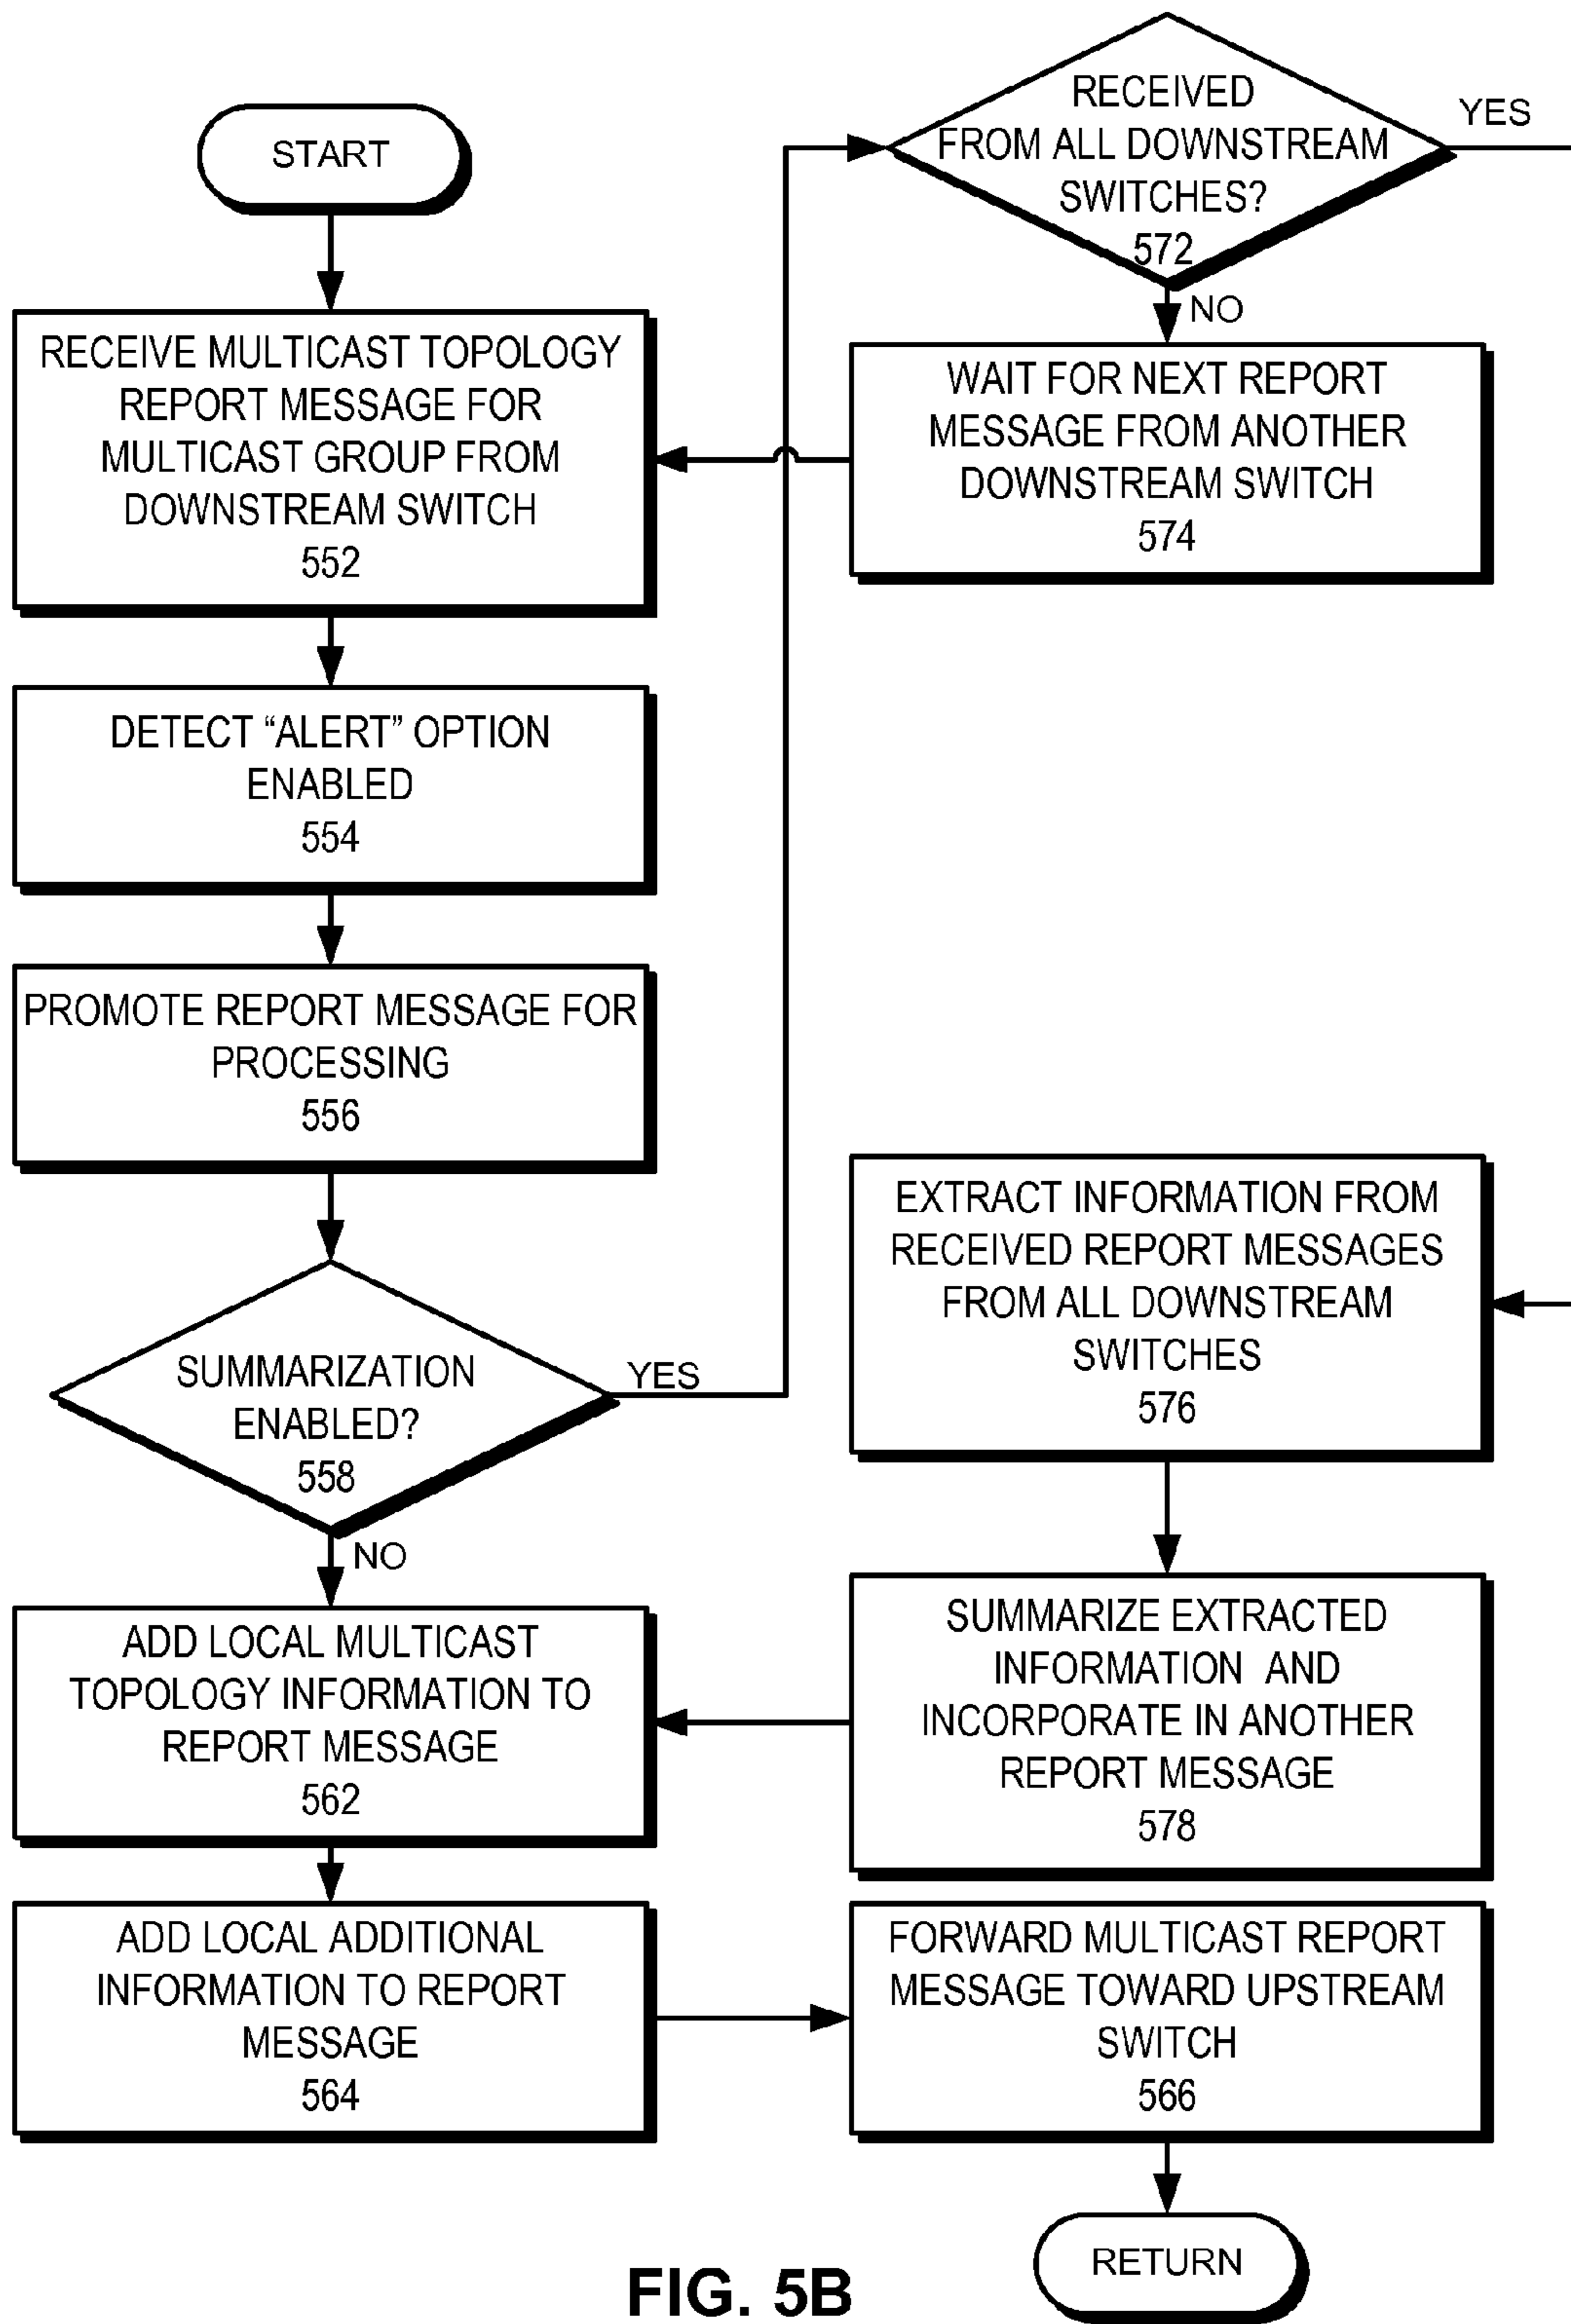 START
RECEIVE MULTICAST TOPOLOGY
REPORT MESSAGE FOR
MULTICAST GROUP FROM
DOWNSTREAM SWITCH
552
DETECT “ALERT” OPTION
ENABLED
554
PROMOTE REPORT MESSAGE FOR
PROCESSING
556
SUMMARIZATION
ENABLED?
558
YES
NO
ADD LOCAL MULTICAST
TOPOLOGY INFORMATION TO
REPORT MESSAGE
562
ADD LOCAL ADDITIONAL
INFORMATION TO REPORT
MESSAGE
564
RECEIVED
FROM ALL DOWNSTREAM
SWITCHES?
572
YES
NO
WAIT FOR NEXT REPORT
MESSAGE FROM ANOTHER
DOWNSTREAM SWITCH
574
EXTRACT INFORMATION FROM
RECEIVED REPORT MESSAGES
FROM ALL DOWNSTREAM
SWITCHES
576
SUMMARIZE EXTRACTED
INFORMATION AND
INCORPORATE IN ANOTHER
REPORT MESSAGE
578
FORWARD MULTICAST REPORT
MESSAGE TOWARD UPSTREAM
SWITCH
566
RETURN
FIG. 5B